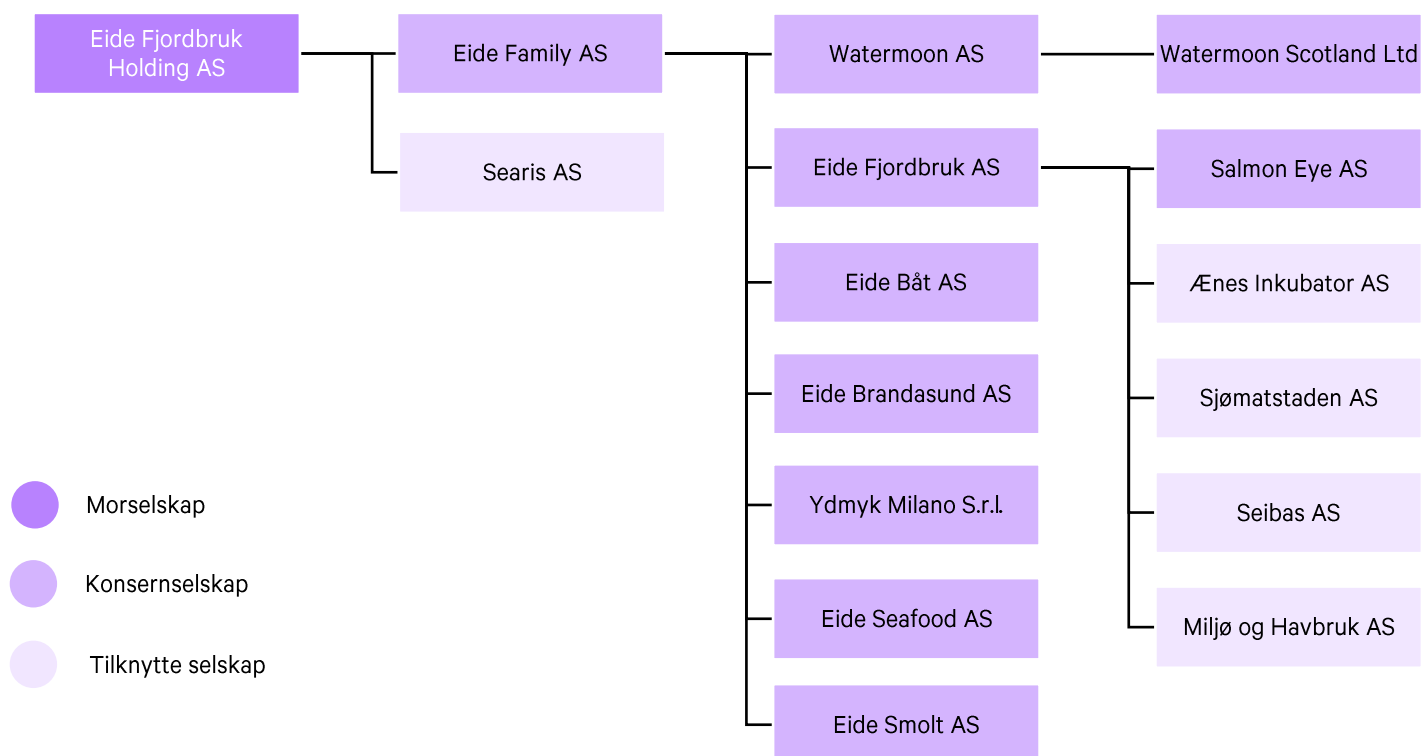 Eide Fjordbruk
Holding AS
Eide Family AS
Searis AS
Watermoon AS
Watermoon Scotland Ltd
Eide Fjordbruk AS
Salmon Eye AS
Eide Båt AS
Ænes Inkubator AS
Eide Brandasund AS
Sjømatstaden AS
Ydmyk Milano S.r.l.
Seibas AS
Eide Seafood AS
Miljø og Havbruk AS
Eide Smolt AS
Morselskap
Konsernselskap
Tilknytte selskap